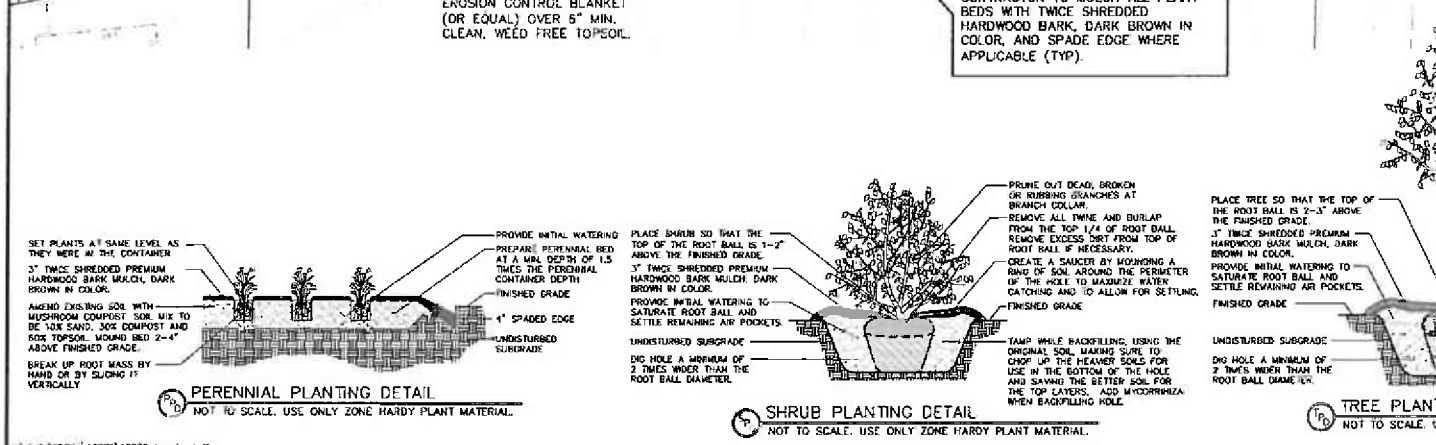 EROSION CONTROL BLANKET
(OR EQUAL) OVER 6" MIN.
CLEAN, WEED FREE TOPSOIL.
BEDS WITH TWICE SHREDDED
HARDWOOD BARK, DARK BROWN IN
COLOR, AND SPADE EDGE WHERE
APPLICABLE (TYP).
SET PLANTS AT SAME LEVEL AS
THEY WERE IN THE CONTAINER
3" TWICE SHREDDED PREMIUM
HARDWOOD BARK MULCH, DARK
BROWN IN COLOR.
AMEND EXISTING SOIL WITH
MUSHROOM COMPOST SOIL MIX TO
BE 10% SAND, 30% COMPOST AND
60% TOPSOIL. MOUND BED 2-4"
ABOVE FINISHED GRADE.
BREAK UP ROOT MASS BY
HAND OR BY SLICING IT
VERTICALLY
PROVIDE INITIAL WATERING
PREPARE PERENNIAL BED
AT A MIN. DEPTH OF 1.5
TIMES THE PERENNIAL
CONTAINER DEPTH
FINISHED GRADE
4" SPADED EDGE
UNDISTURBED
SUBGRADE
PPD
PERENNIAL PLANTING DETAIL
NOT TO SCALE. USE ONLY ZONE HARDY PLANT MATERIAL.
PLACE SHRUB SO THAT THE
TOP OF THE ROOT BALL IS 1-2"
ABOVE THE FINISHED GRADE.
3" TWICE SHREDDED PREMIUM
HARDWOOD BARK MULCH, DARK
BROWN IN COLOR.
PROVIDE INITIAL WATERING TO
SATURATE ROOT BALL AND
SETTLE REMAINING AIR POCKETS.
UNDISTURBED SUBGRADE
DIG HOLE A MINIMUM OF
2 TIMES WIDER THAN THE
ROOT BALL DIAMETER.
PRUNE OUT DEAD, BROKEN
OR RUBBING BRANCHES AT
BRANCH COLLAR.
REMOVE ALL TWINE AND BURLAP
FROM THE TOP 1/4 OF ROOT BALL.
REMOVE EXCESS DIRT FROM TOP OF
ROOT BALL IF NECESSARY.
CREATE A SAUCER BY MOUNDING A
RING OF SOIL AROUND THE PERIMETER
OF THE HOLE TO MAXIMIZE WATER
CATCHING AND TO ALLOW FOR SETTLING.
FINISHED GRADE
TAMP WHILE BACKFILLING, USING THE
ORIGINAL SOIL, MAKING SURE TO
CHOP UP THE HEAVIER SOILS FOR
USE IN THE BOTTOM OF THE HOLE
AND SAVING THE BETTER SOIL FOR
THE TOP LAYERS. ADD MYCORRHIZA
WHEN BACKFILLING HOLE
SHRUB PLANTING DETAIL
NOT TO SCALE. USE ONLY ZONE HARDY PLANT MATERIAL.
PLACE TREE SO THAT THE TOP OF
THE ROOT BALL IS 2-3" ABOVE
THE FINISHED GRADE.
3" TWICE SHREDDED PREMIUM
HARDWOOD BARK MULCH, DARK
BROWN IN COLOR.
PROVIDE INITIAL WATERING TO
SATURATE ROOT BALL AND
SETTLE REMAINING AIR POCKETS.
FINISHED GRADE
UNDISTURBED SUBGRADE
DIG HOLE A MINIMUM OF
2 TIMES WIDER THAN THE
ROOT BALL DIAMETER.
TPD
TREE PLANT
NOT TO SCALE.